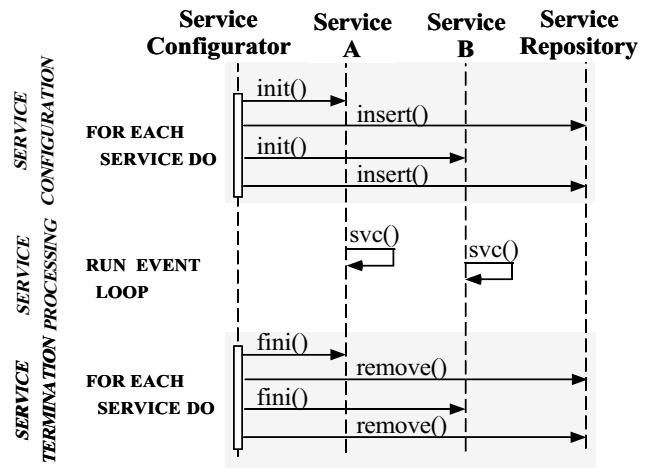 Service Configurator
Service A
Service B
Service Repository
SERVICE CONFIGURATION
FOR EACH
SERVICE DO
init()
insert()
init()
insert()
SERVICE PROCESSING
RUN EVENT
LOOP
svc()
svc()
SERVICE TERMINATION
FOR EACH
SERVICE DO
fini()
remove()
fini()
remove()